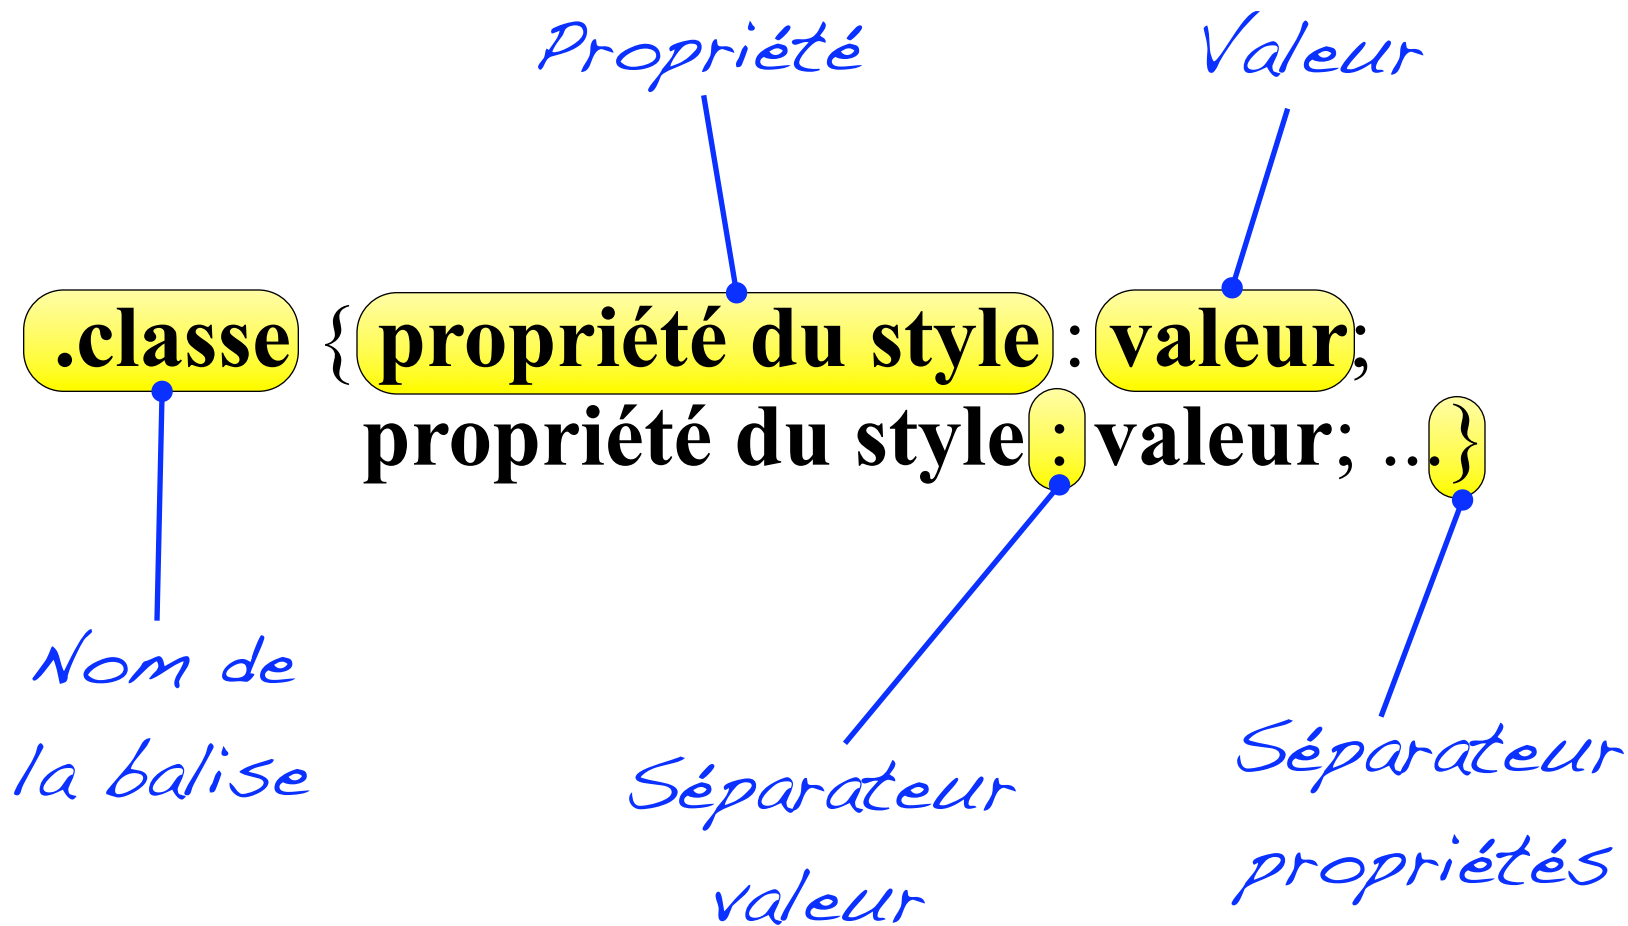 Propriété
Valeur
.classe { propriété du style : valeur;
propriété du style : valeur; ...}
Nom de
la balise
Séparateur
valeur
Séparateur
propriétés